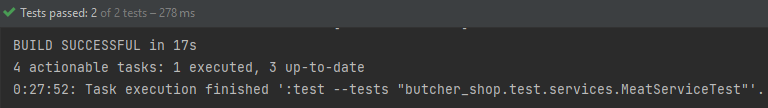 Tests passed: 2 of 2 tests – 278 ms
BUILD SUCCESSFUL in 17s
4 actionable tasks: 1 executed, 3 up-to-date
0:27:52: Task execution finished ':test --tests "butcher_shop.test.services.MeatServiceTest"'.